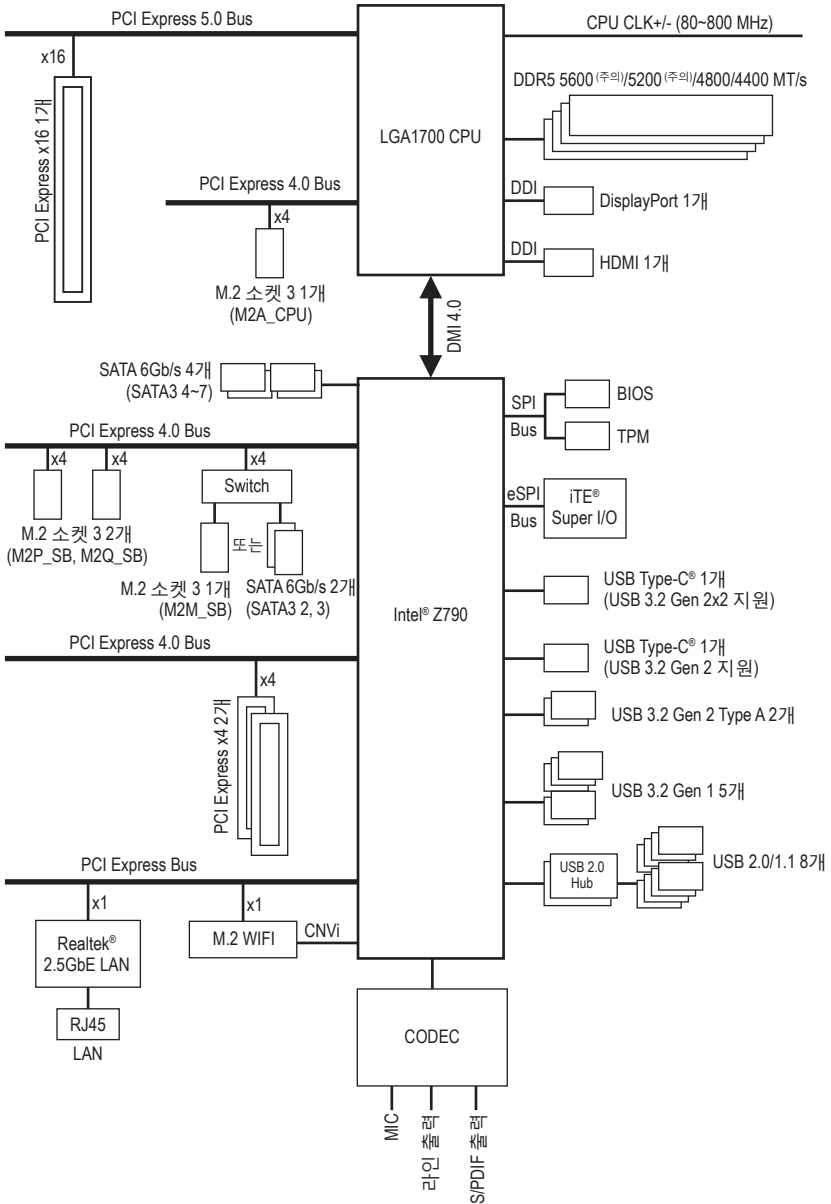 PCI Express 5.0 Bus
CPU CLK+/- (80~800 MHz)
x16
PCI Express x16 1개
DDR5 5600 (주의)/5200 (주의)/4800/4400 MT/s
LGA1700 CPU
PCI Express 4.0 Bus
x4
M.2 소켓 3 1개
(M2A_CPU)
DDI
DisplayPort 1개
DDI
HDMI 1개
DMI 4.0
SATA 6Gb/s 4개
(SATA3 4~7)
SPI
Bus
BIOS
TPM
PCI Express 4.0 Bus
x4
x4
x4
Switch
M.2 소켓 3 2개
(M2P_SB, M2Q_SB)
또는
M.2 소켓 3 1개
(M2M_SB)
SATA 6Gb/s 2개
(SATA3 2, 3)
eSPI
Bus
iTE®
Super I/O
Intel® Z790
USB Type-C® 1개
(USB 3.2 Gen 2x2 지원)
PCI Express 4.0 Bus
x4
PCI Express x4 2개
USB Type-C® 1개
(USB 3.2 Gen 2 지원)
USB 3.2 Gen 2 Type A 2개
USB 3.2 Gen 1 5개
PCI Express Bus
x1
x1
Realtek®
2.5GbE LAN
M.2 WIFI
CNVi
RJ45
LAN
USB 2.0
Hub
USB 2.0/1.1 8개
CODEC
MIC
라인 출력
S/PDIF 출력